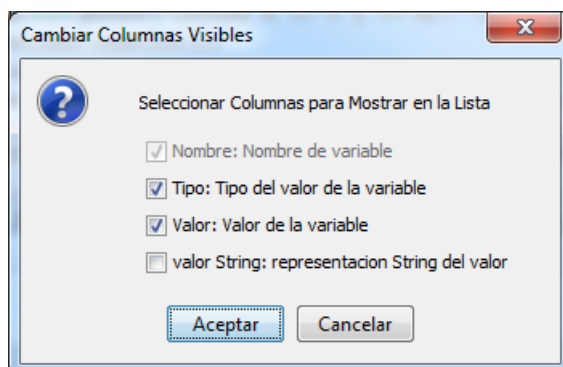 Cambiar Columnas Visibles
Seleccionar Columnas para Mostrar en la Lista
Nombre: Nombre de variable
Tipo: Tipo del valor de la variable
Valor: Valor de la variable
valor String: representacion String del valor
Aceptar
Cancelar